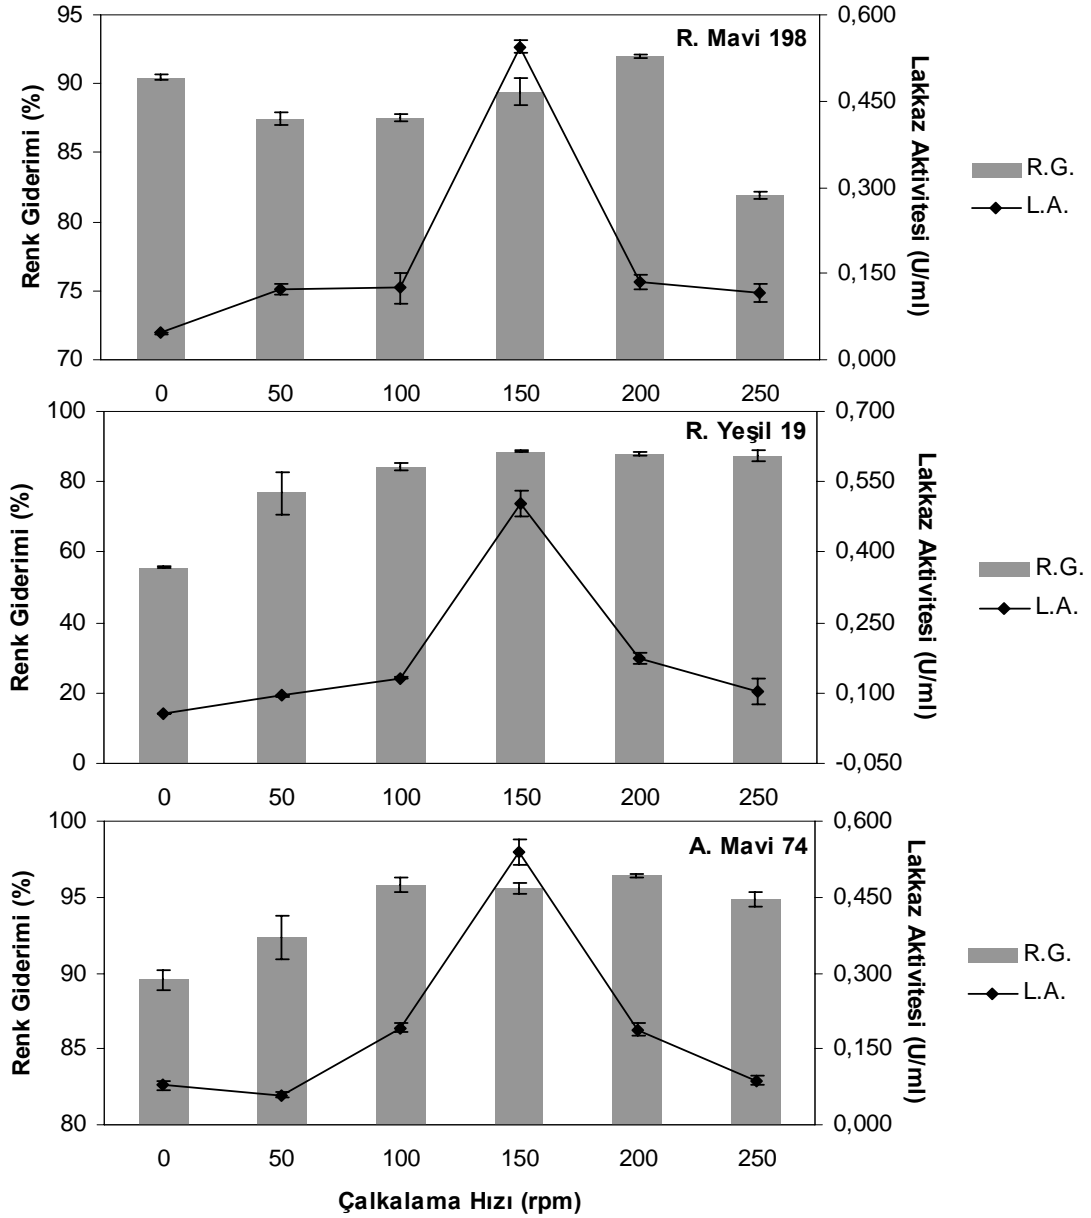 R. Mavi 198
Renk Giderimi (%)
95
90
85
80
75
70
0,600
0,450
0,300
0,150
0,000
Lakkaz Aktivitesi (U/ml)
0 50 100 150 200 250
R.G.
L.A.
R. Yeşil 19
Renk Giderimi (%)
100
80
60
40
20
0
0,700
0,550
0,400
0,250
0,100
-0,050
Lakkaz Aktivitesi (U/ml)
0 50 100 150 200 250
R.G.
L.A.
A. Mavi 74
Renk Giderimi (%)
100
95
90
85
80
0,600
0,450
0,300
0,150
0,000
Lakkaz Aktivitesi (U/ml)
0 50 100 150 200 250
R.G.
L.A.
Çalkalama Hızı (rpm)